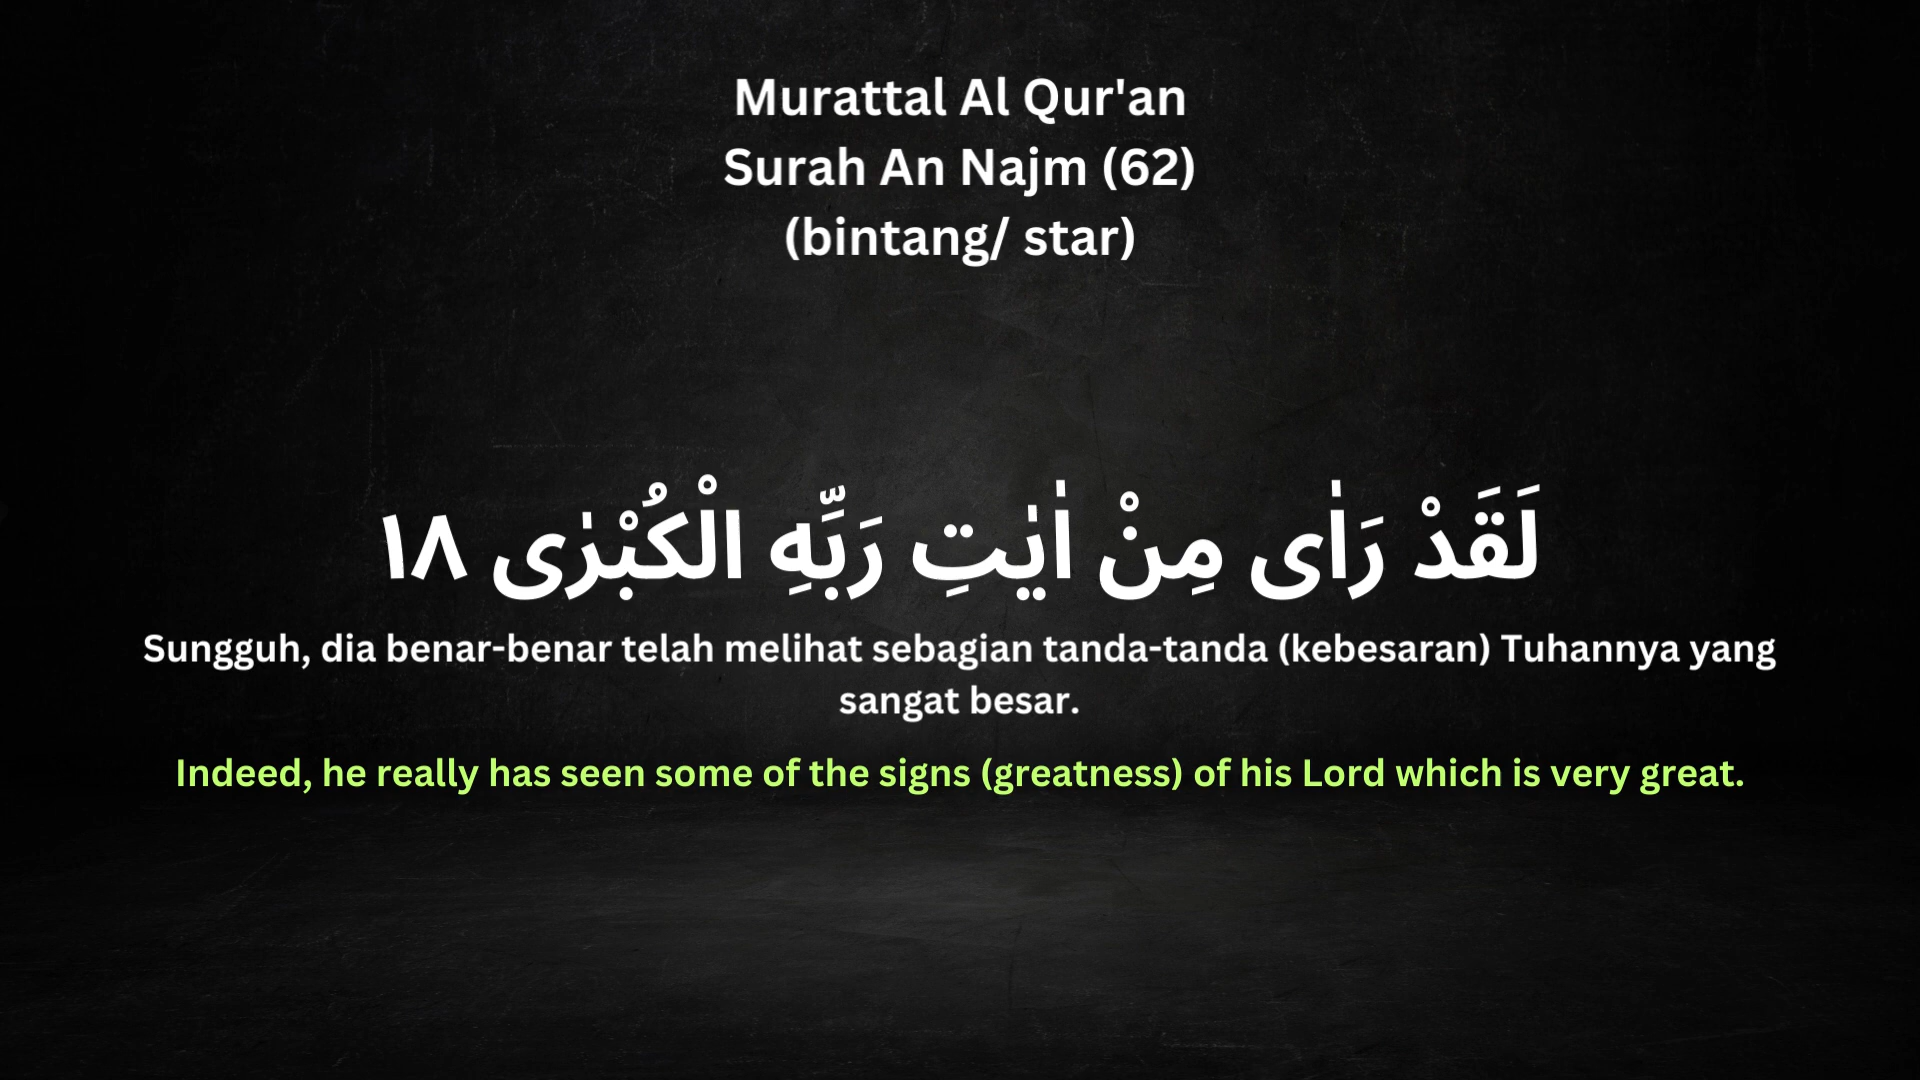 Murattal Al Qur'an
Surah An Najm (62)
(bintang/ star)
لَقَدْ رَاٰى مِنْ اٰيٰتِ رَبِّهِ الْكُبْرٰى ١٨
Sungguh, dia benar-benar telah melihat sebagian tanda-tanda (kebesaran) Tuhannya yang
sangat besar.
Indeed, he really has seen some of the signs (greatness) of his Lord which is very great.